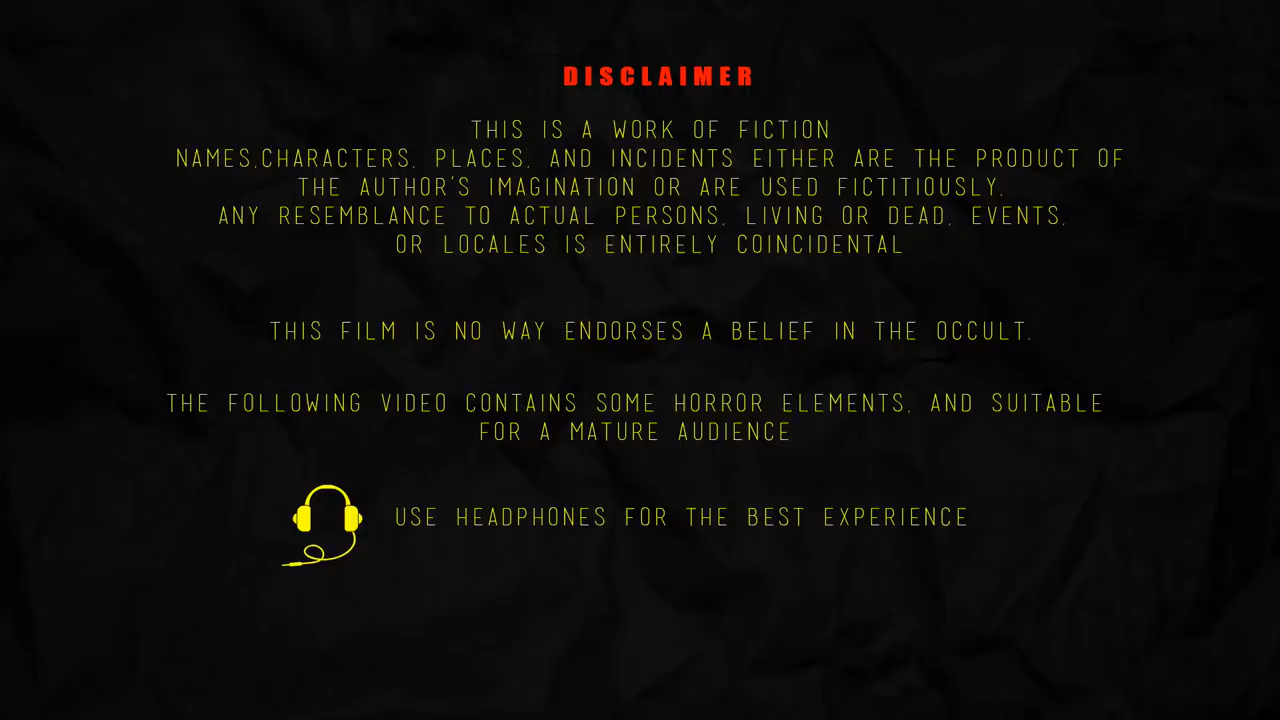 DISCLAIMER
THIS IS A WORK OF FICTION
NAMES,CHARACTERS, PLACES, AND INCIDENTS EITHER ARE THE PRODUCT OF
THE AUTHOR'S IMAGINATION OR ARE USED FICTITIOUSLY.
ANY RESEMBLANCE TO ACTUAL PERSONS, LIVING OR DEAD, EVENTS,
OR LOCALES IS ENTIRELY COINCIDENTAL
THIS FILM IS NO WAY ENDORSES A BELIEF IN THE OCCULT.
THE FOLLOWING VIDEO CONTAINS SOME HORROR ELEMENTS, AND SUITABLE
FOR A MATURE AUDIENCE
USE HEADPHONES FOR THE BEST EXPERIENCE